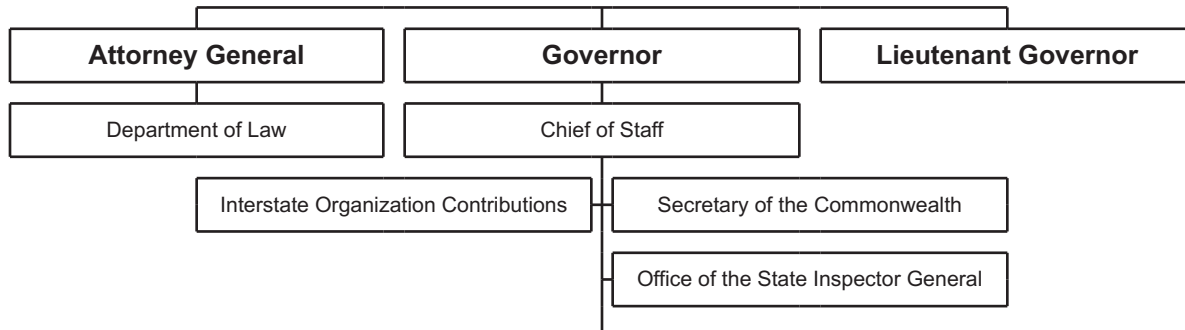 Attorney General
Governor
Lieutenant Governor
Department of Law
Chief of Staff
Interstate Organization Contributions
Secretary of the Commonwealth
Office of the State Inspector General